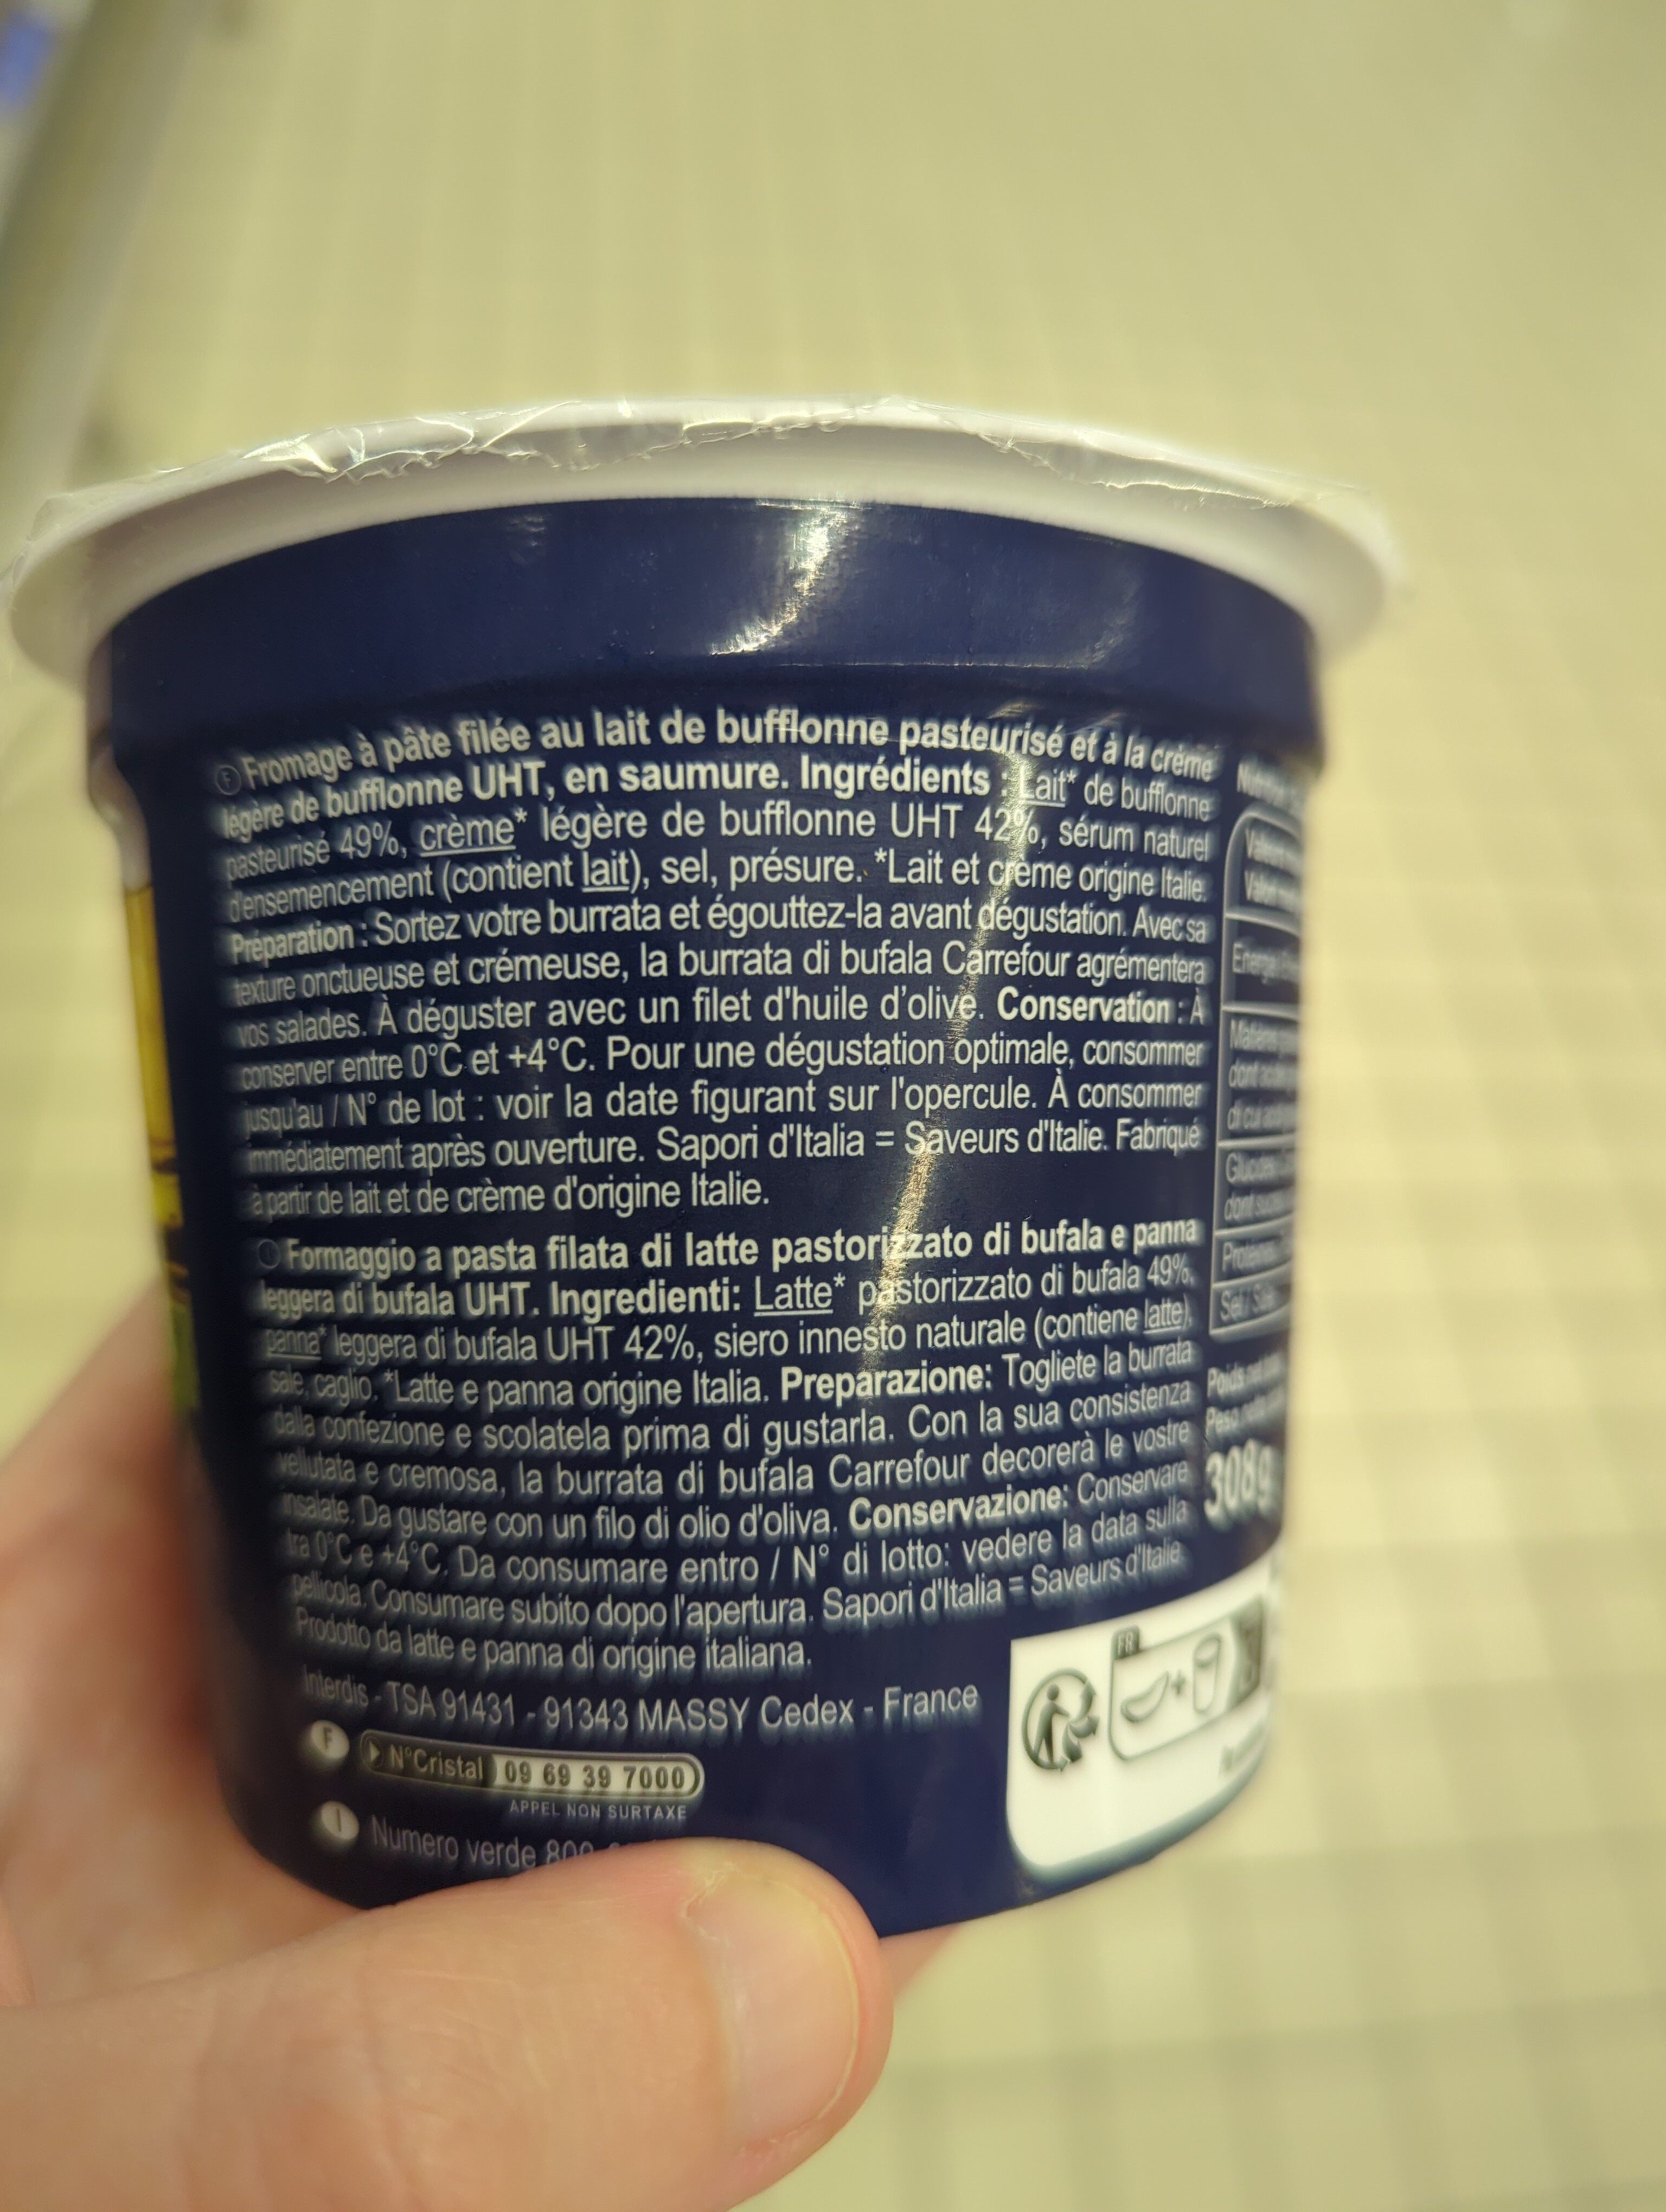 F Fromage à pâte filée au lait de bufflonne pasteurisé et à la crème
légère de bufflonne UHT, en saumure. Ingrédients : Lait* de bufflonne
pasteurisé 49%, crème* légère de bufflonne UHT 42%, sérum naturel
d'ensemencement (contient lait), sel, présure. *Lait et crème origine Italie.
Préparation : Sortez votre burrata et égouttez-la avant dégustation. Avec sa
texture onctueuse et crémeuse, la burrata di bufala Carrefour agrémentera
vos salades. À déguster avec un filet d'huile d'olive. Conservation : À
conserver entre 0°C et +4°C. Pour une dégustation optimale, consommer
jusqu'au / N° de lot : voir la date figurant sur l'opercule. À consommer
immédiatement après ouverture. Sapori d'Italia = Saveurs d'Italie. Fabriqué
à partir de lait et de crème d'origine Italie.
I Formaggio a pasta filata di latte pastorizzato di bufala e panna
leggera di bufala UHT. Ingredienti: Latte* pastorizzato di bufala 49%,
panna* leggera di bufala UHT 42%, siero innesto naturale (contiene latte),
sale, caglio. *Latte e panna origine Italia. Preparazione: Togliete la burrata
dalla confezione e scolatela prima di gustarla. Con la sua consistenza
vellutata e cremosa, la burrata di bufala Carrefour decorerà le vostre
insalate. Da gustare con un filo di olio d'oliva. Conservazione: Conservare
tra 0°C e +4°C. Da consumare entro / N° di lotto: vedere la data sulla
pellicola. Consumare subito dopo l'apertura. Sapori d'Italia = Saveurs d'Italie.
Prodotto da latte e panna di origine italiana.
Interdis - TSA 91431 - 91343 MASSY Cedex - France
F N°Cristal 09 69 39 7000
APPEL NON SURTAXE
I Numero verde 800
Sel / Sale
Poids net
Peso netto
308g
FR